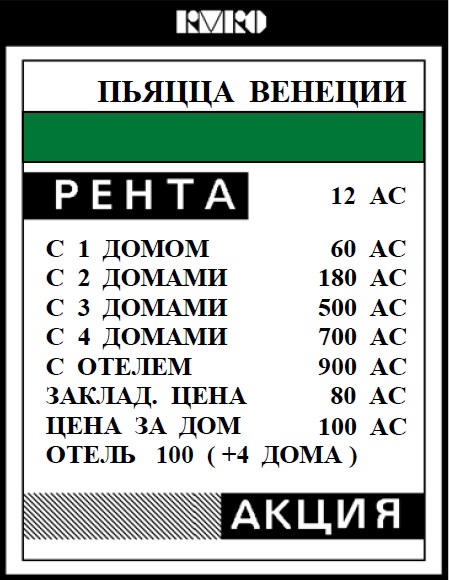 RMRO
ПЬЯЦЦА ВЕНЕЦИИ
РЕНТА 12 АС
С 1 ДОМОМ 60 АС
С 2 ДОМАМИ 180 АС
С 3 ДОМАМИ 500 АС
С 4 ДОМАМИ 700 АС
С ОТЕЛЕМ 900 АС
ЗАКЛАД. ЦЕНА 80 АС
ЦЕНА ЗА ДОМ 100 АС
ОТЕЛЬ 100 ( +4 ДОМА )
АКЦИЯ